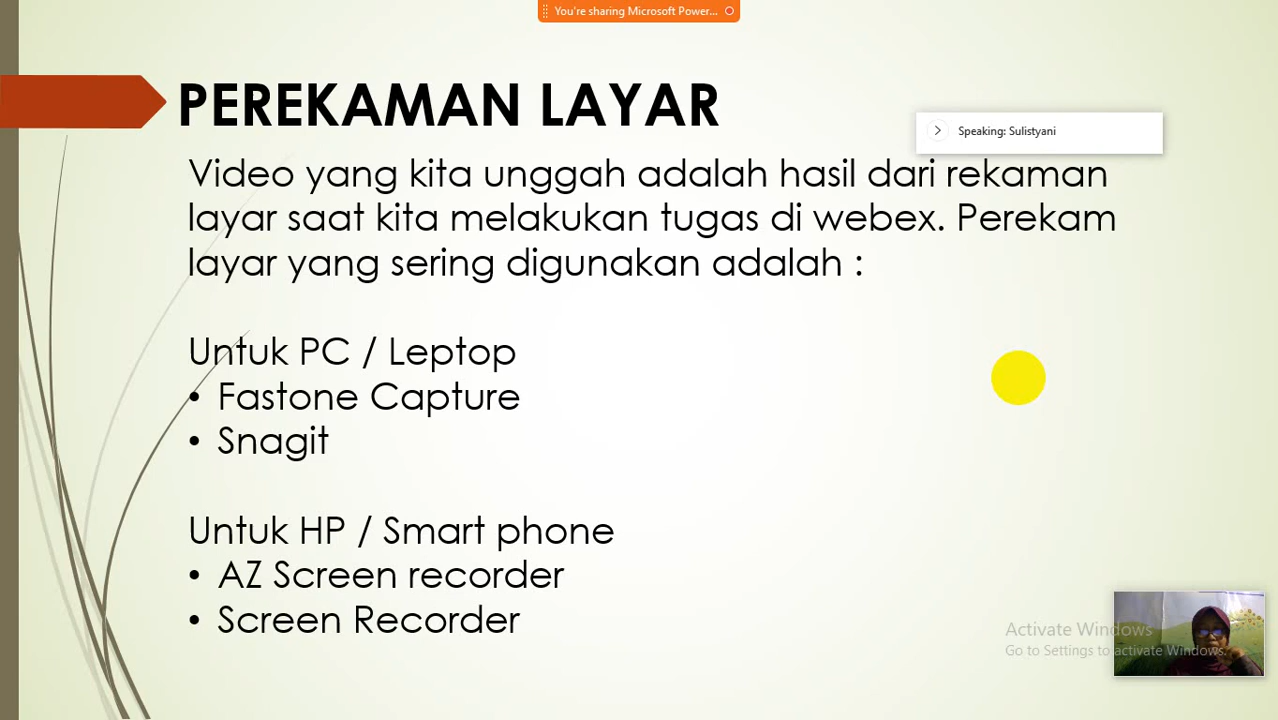 You're sharing Microsoft Power...
PEREKAMAN LAYAR
Speaking: Sulistyani
Video yang kita unggah adalah hasil dari rekaman
layar saat kita melakukan tugas di webex. Perekam
layar yang sering digunakan adalah :
Untuk PC / Leptop
• Fastone Capture
• Snagit
Untuk HP / Smart phone
• AZ Screen recorder
• Screen Recorder
Activate Windows
Go to Settings to activate Windows.